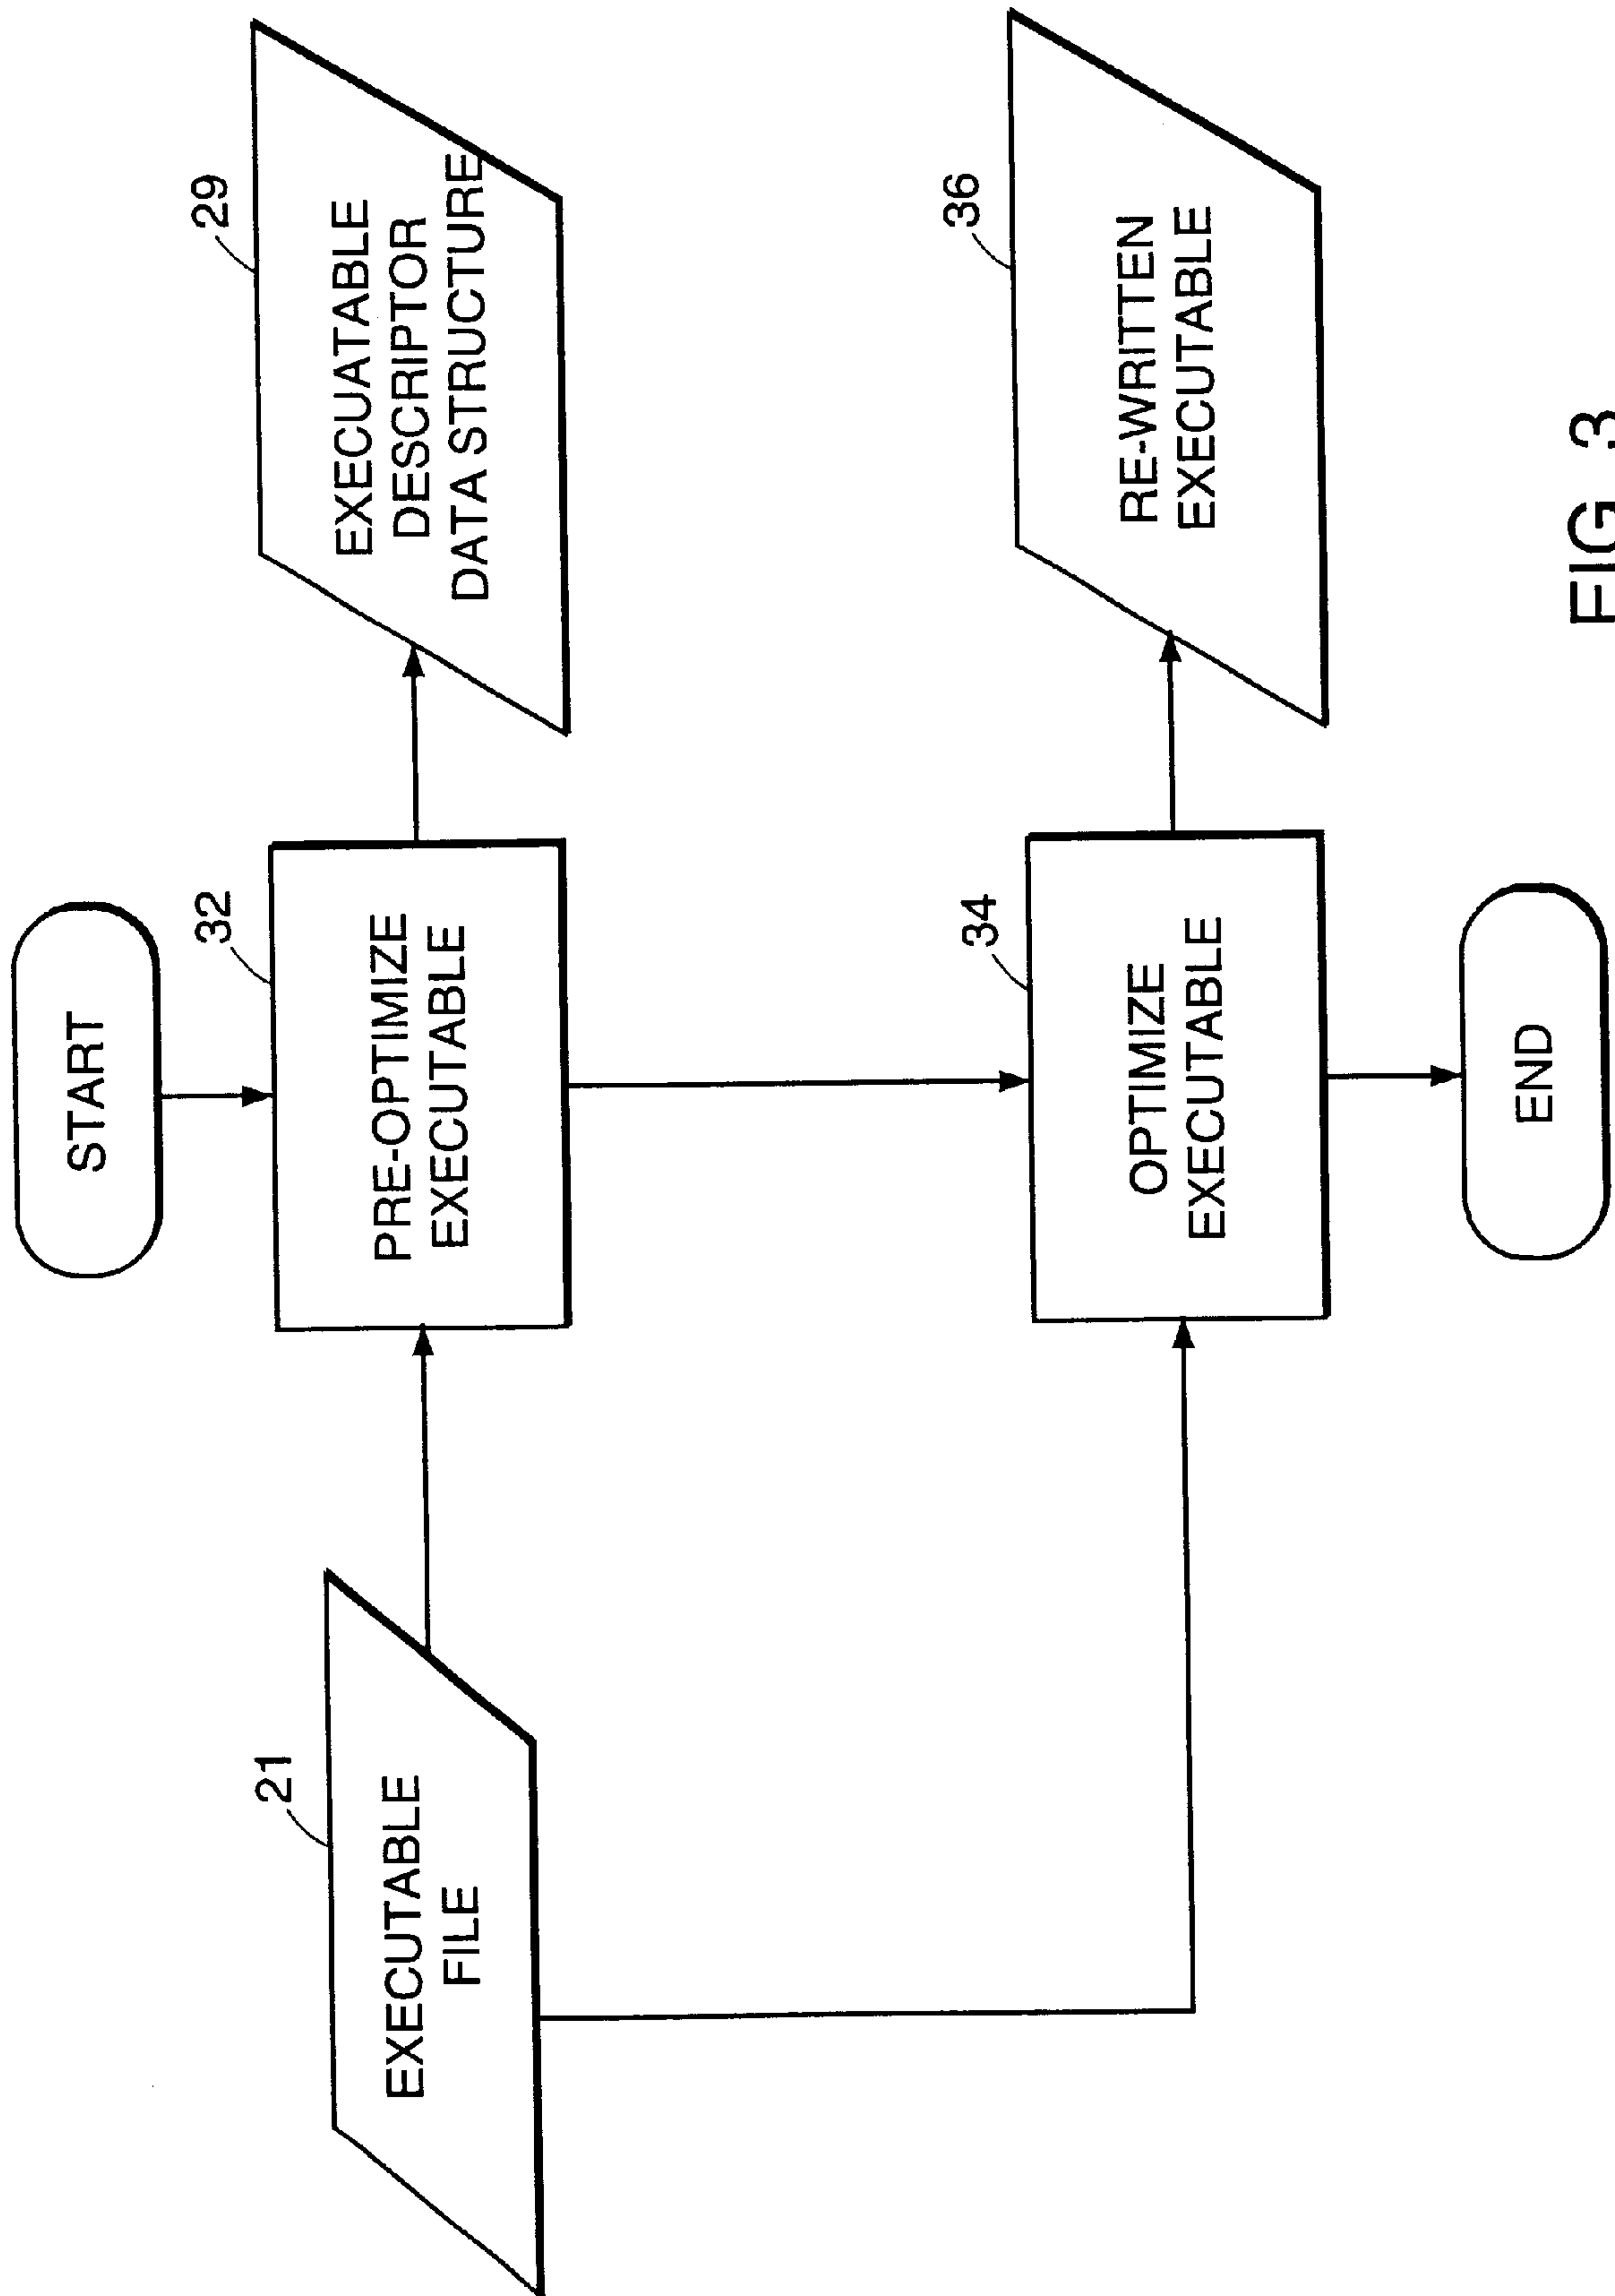 START
32
PRE-OPTIMIZE
EXECUTABLE
21
EXECUTABLE
FILE
29
EXECUATABLE
DESCRIPTOR
DATA STRUCTURE
34
OPTIMIZE
EXECUTABLE
36
RE-WRITTEN
EXECUTABLE
END
FIG. 3